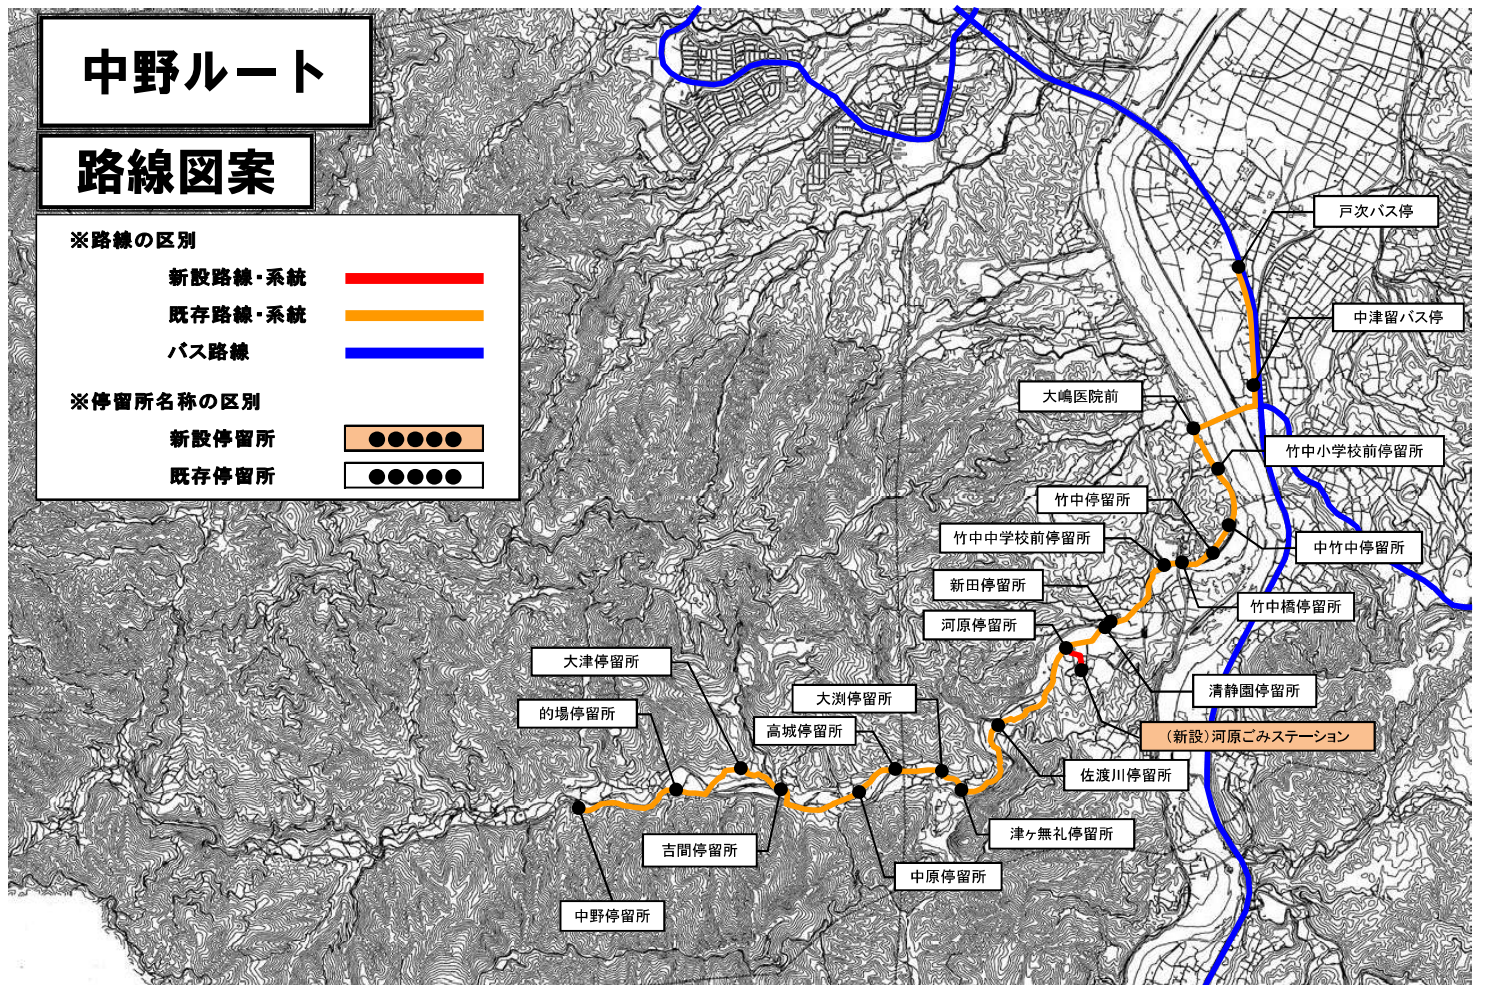 中野ルート
路線図案
※路線の区別
新設路線・系統
既存路線・系統
バス路線
※停留所名称の区別
新設停留所
●●●●●
既存停留所
●●●●●
戸次バス停
中津留バス停
大嶋医院前
竹中小学校前停留所
竹中停留所
竹中中学校前停留所
中竹中停留所
新田停留所
竹中橋停留所
河原停留所
大津停留所
清静園停留所
大渕停留所
的場停留所
高城停留所
（新設）河原ごみステーション
佐渡川停留所
津ヶ無礼停留所
吉間停留所
中原停留所
中野停留所